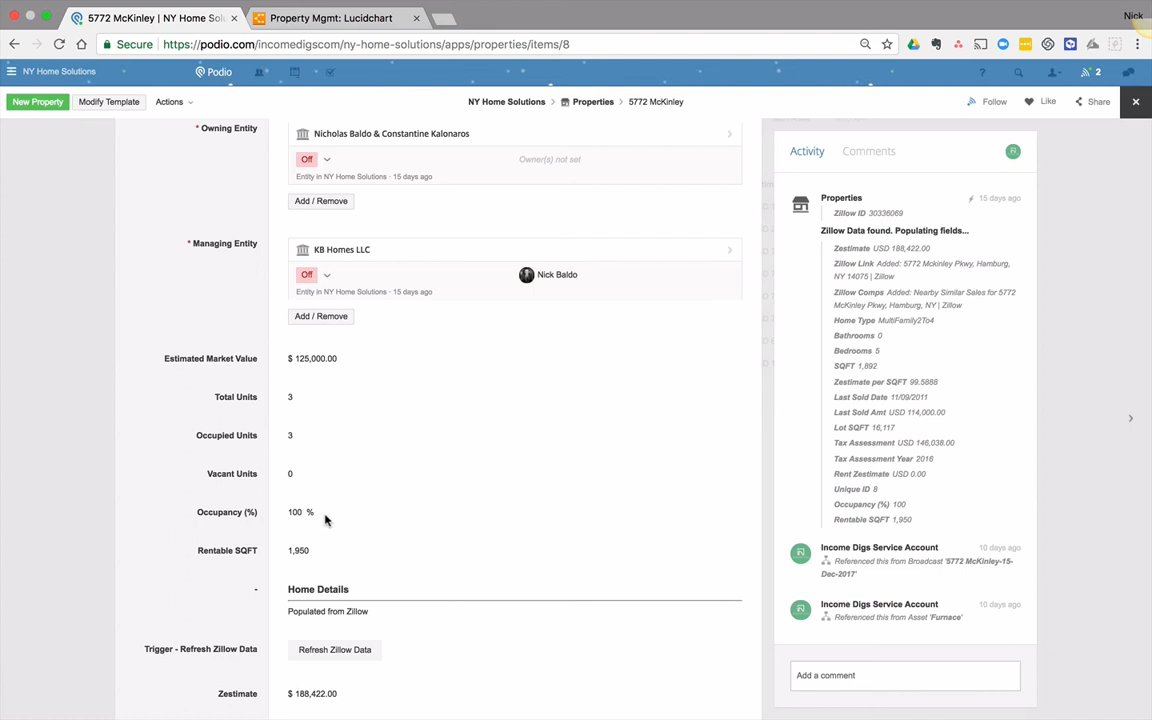 5772 McKinley | NY Home Sol
Property Mgmt: Lucidchart
Nick
Secure
https://podio.com/incomedigscom/ny-home-solutions/apps/properties/items/8
NY Home Solutions
Podio
2
New Property
Modify Template
Actions
NY Home Solutions
Properties
5772 McKinley
Follow
Like
Share
* Owning Entity
Nicholas Baldo & Constantine Kalonaros
Off
Owner(s) not set
Entity in NY Home Solutions · 15 days ago
Add / Remove
* Managing Entity
KB Homes LLC
Off
Nick Baldo
Entity in NY Home Solutions · 15 days ago
Add / Remove
Estimated Market Value
$ 125,000.00
Total Units
3
Occupied Units
3
Vacant Units
0
Occupancy (%)
100 %
Rentable SQFT
1,950
-
Home Details
Populated from Zillow
Trigger - Refresh Zillow Data
Refresh Zillow Data
Zestimate
$ 188,422.00
Activity
Comments
Properties
15 days ago
Zillow ID 30336069
Zillow Data found. Populating fields...
Zestimate USD 188,422.00
Zillow Link Added: 5772 Mckinley Pkwy, Hamburg,
NY 14075 | Zillow
Zillow Comps Added: Nearby Similar Sales for 5772
McKinley Pkwy, Hamburg, NY | Zillow
Home Type MultiFamily2To4
Bathrooms 0
Bedrooms 5
SQFT 1,892
Zestimate per SQFT 99.5888
Last Sold Date 11/09/2011
Last Sold Amt USD 114,000.00
Lot SQFT 16,117
Tax Assessment USD 146,038.00
Tax Assessment Year 2016
Rent Zestimate USD 0.00
Unique ID 8
Occupancy (%) 100
Rentable SQFT 1,950
Income Digs Service Account
10 days ago
Referenced this from Broadcast '5772 McKinley-15-
Dec-2017'
Income Digs Service Account
10 days ago
Referenced this from Asset 'Furnace'
Add a comment